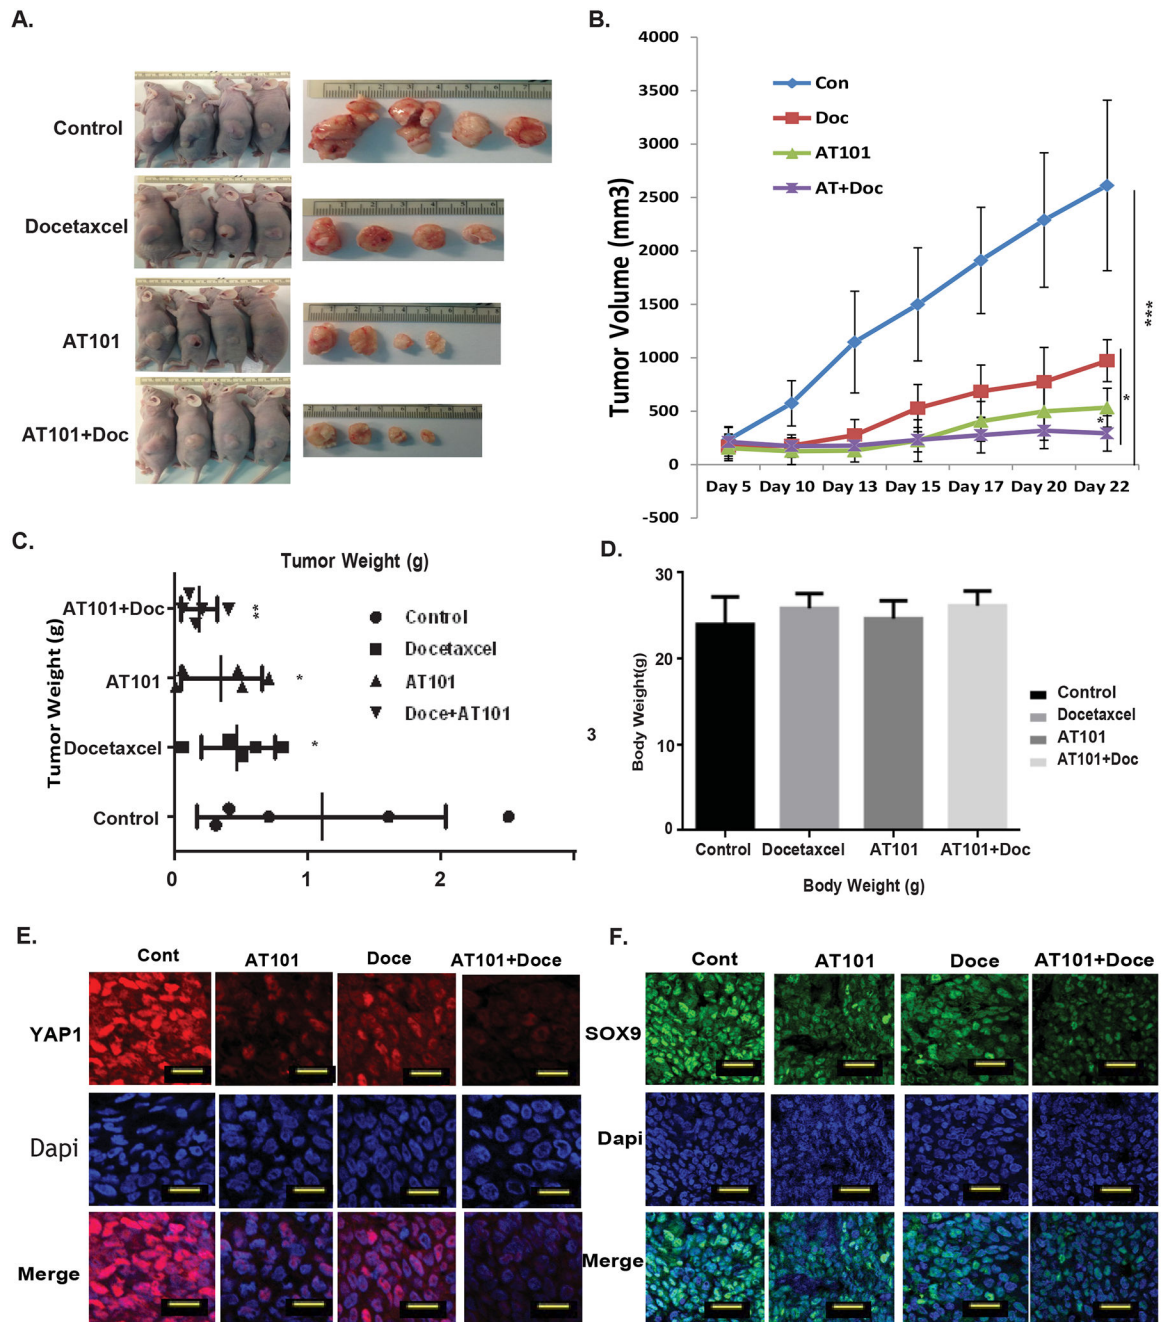 A.
Control
Docetaxcel
AT101
AT101+Doc
B.
Tumor Volume (mm3)
4000
3500
3000
2500
2000
1500
1000
500
0
-500
Con
Doc
AT101
AT+Doc
***
*
*
Day 5 Day 10 Day 13 Day 15 Day 17 Day 20 Day 22
C.
Tumor Weight (g)
Tumor Weight (g)
AT101+Doc
AT101
Docetaxcel
Control
**
*
*
Control
Docetaxcel
AT101
Doce+AT101
0 1 2
3
D.
Body Weight(g)
30
20
10
0
Control Docetaxcel AT101 AT101+Doc
Body Weight (g)
Control
Docetaxcel
AT101
AT101+Doc
E.
Cont AT101 Doce AT101+Doce
YAP1
Dapi
Merge
F.
Cont AT101 Doce AT101+Doce
SOX9
Dapi
Merge